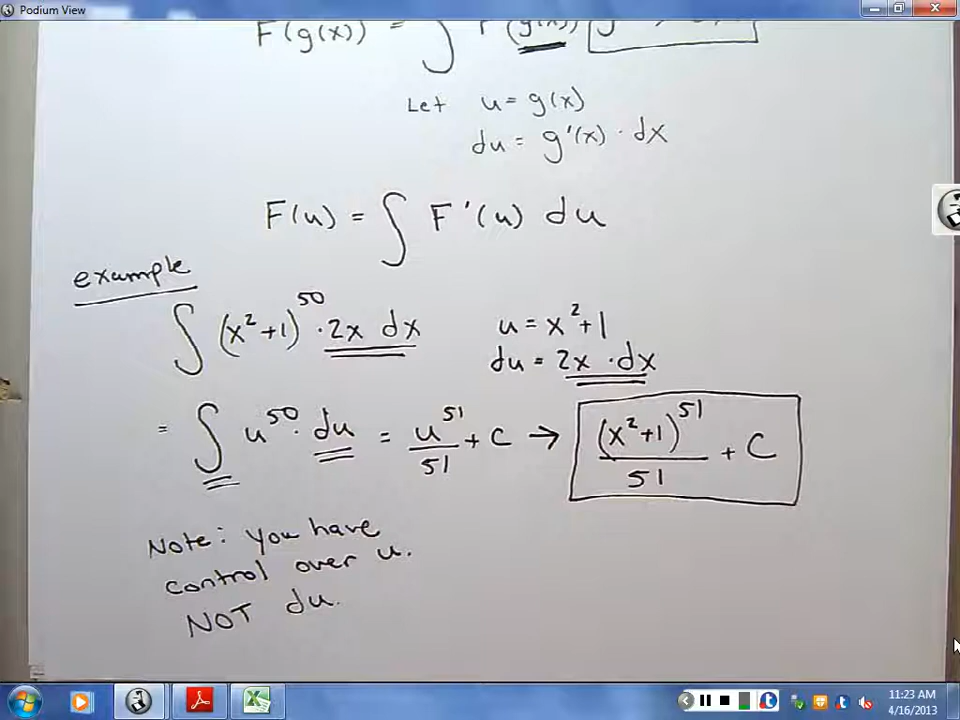 Podium View
F(g(x)) = ∫ F'(g(x))
Let u = g(x)
du = g'(x) · dx
F(u) = ∫ F'(u) du
example
∫ (x²+1)⁵⁰ · 2x dx
u = x²+1
du = 2x · dx
= ∫ u⁵⁰ · du = u⁵¹/51 + C → (x²+1)⁵¹/51 + C
Note: you have
control over u.
NOT du.
11:23 AM
4/16/2013